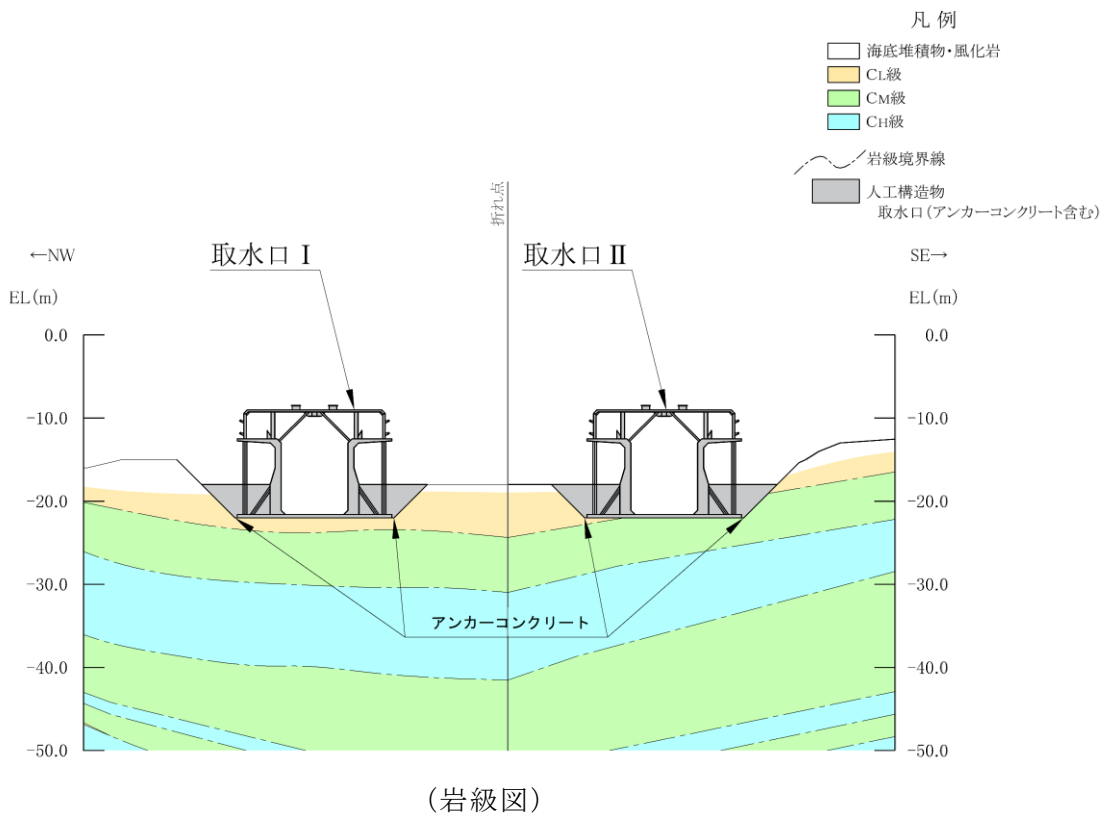 凡 例
海底堆積物・風化岩
CL級
CM級
CH級
岩級境界線
人工構造物
取水口(アンカーコンクリート含む)
折れ点
←NW
取水口 Ⅰ
取水口 Ⅱ
SE→
EL(m)
EL(m)
0.0
0.0
-10.0
-10.0
-20.0
-20.0
-30.0
-30.0
アンカーコンクリート
-40.0
-40.0
-50.0
-50.0
(岩級図)